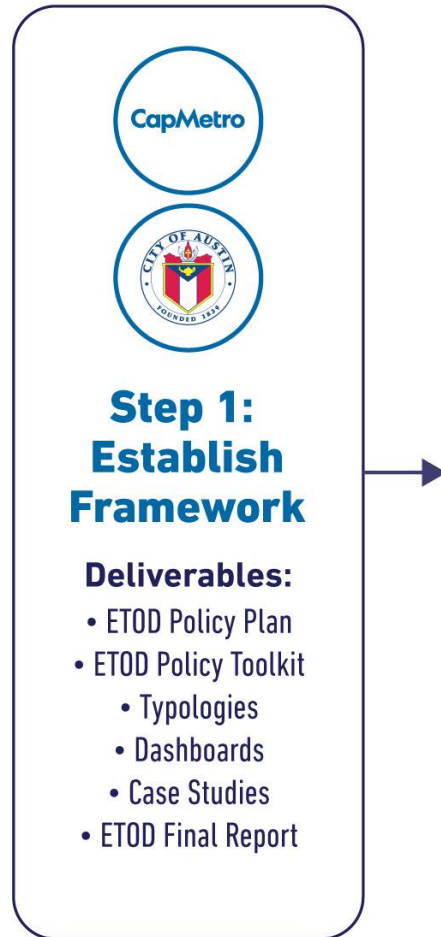 CapMetro
CITY OF AUSTIN
FOUNDED 1839
Step 1:
Establish
Framework
Deliverables:
• ETOD Policy Plan
• ETOD Policy Toolkit
• Typologies
• Dashboards
• Case Studies
• ETOD Final Report